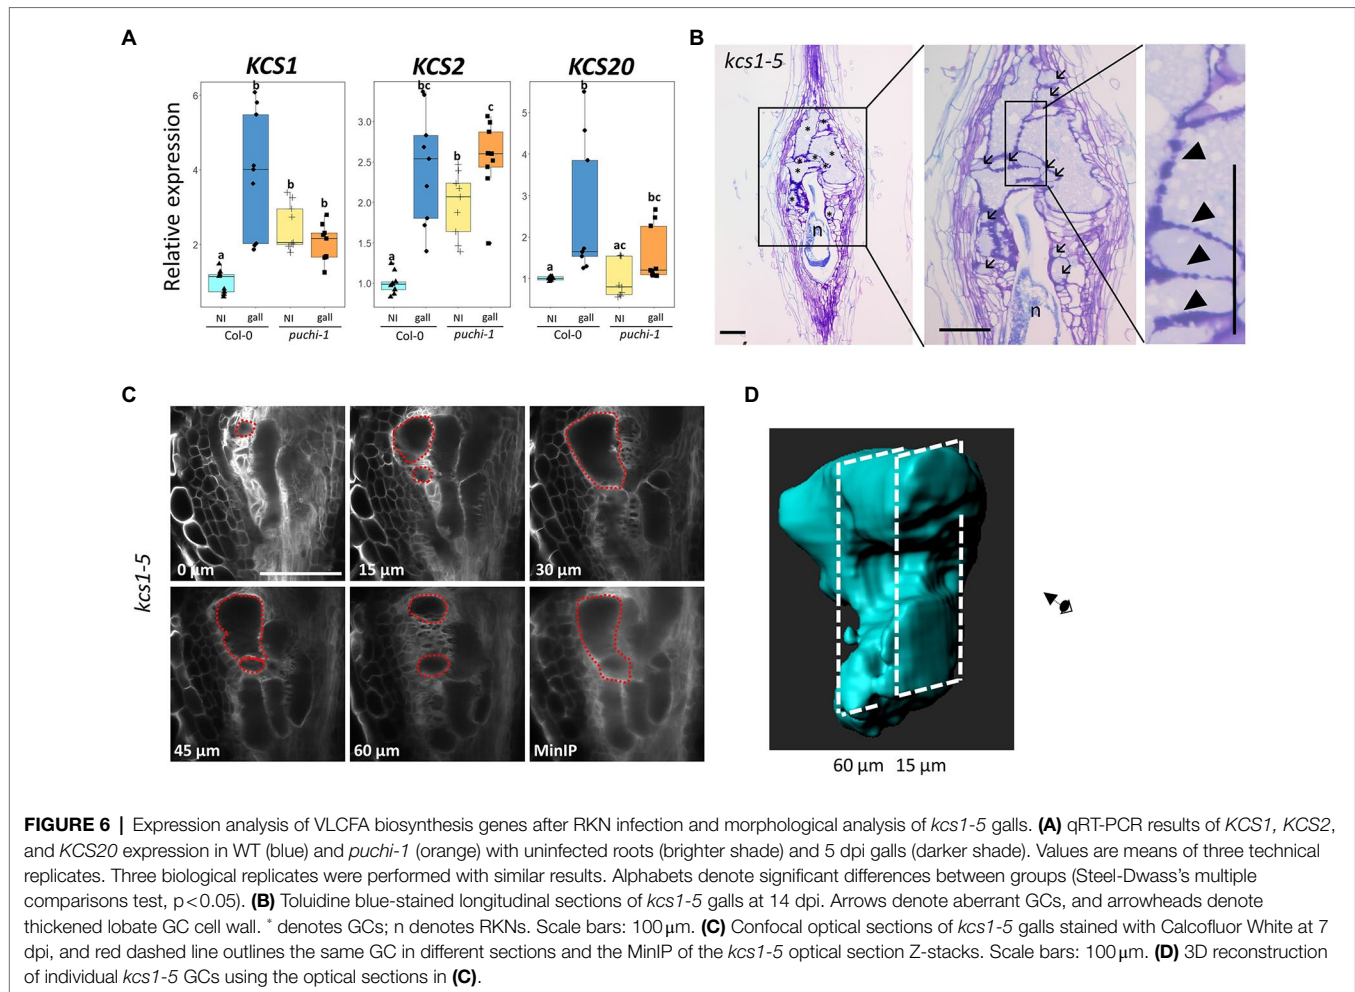 A
KCS1
KCS2
KCS20
Relative expression
6
4
2
a
b
b
b
3.0
2.5
2.0
1.5
1.0
a
bc
b
c
5
4
3
2
1
a
b
ac
bc
NI gall NI gall
Col-0 puchi-1
NI gall NI gall
Col-0 puchi-1
NI gall NI gall
Col-0 puchi-1
B
kcs1-5
* * * * * * * * *
n
n
C
kcs1-5
0 µm
15 µm
30 µm
45 µm
60 µm
MinIP
D
60 µm 15 µm
FIGURE 6 | Expression analysis of VLCFA biosynthesis genes after RKN infection and morphological analysis of kcs1-5 galls. (A) qRT-PCR results of KCS1, KCS2,
and KCS20 expression in WT (blue) and puchi-1 (orange) with uninfected roots (brighter shade) and 5 dpi galls (darker shade). Values are means of three technical
replicates. Three biological replicates were performed with similar results. Alphabets denote significant differences between groups (Steel-Dwass's multiple
comparisons test, p<0.05). (B) Toluidine blue-stained longitudinal sections of kcs1-5 galls at 14 dpi. Arrows denote aberrant GCs, and arrowheads denote
thickened lobate GC cell wall. * denotes GCs; n denotes RKNs. Scale bars: 100 µm. (C) Confocal optical sections of kcs1-5 galls stained with Calcofluor White at 7
dpi, and red dashed line outlines the same GC in different sections and the MinIP of the kcs1-5 optical section Z-stacks. Scale bars: 100 µm. (D) 3D reconstruction
of individual kcs1-5 GCs using the optical sections in (C).